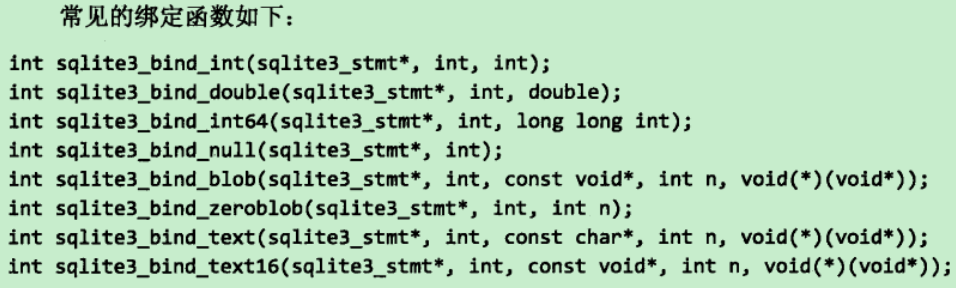 常见的绑定函数如下：
int sqlite3_bind_int(sqlite3_stmt*, int, int);
int sqlite3_bind_double(sqlite3_stmt*, int, double);
int sqlite3_bind_int64(sqlite3_stmt*, int, long long int);
int sqlite3_bind_null(sqlite3_stmt*, int);
int sqlite3_bind_blob(sqlite3_stmt*, int, const void*, int n, void(*)(void*));
int sqlite3_bind_zeroblob(sqlite3_stmt*, int, int n);
int sqlite3_bind_text(sqlite3_stmt*, int, const char*, int n, void(*)(void*));
int sqlite3_bind_text16(sqlite3_stmt*, int, const void*, int n, void(*)(void*));